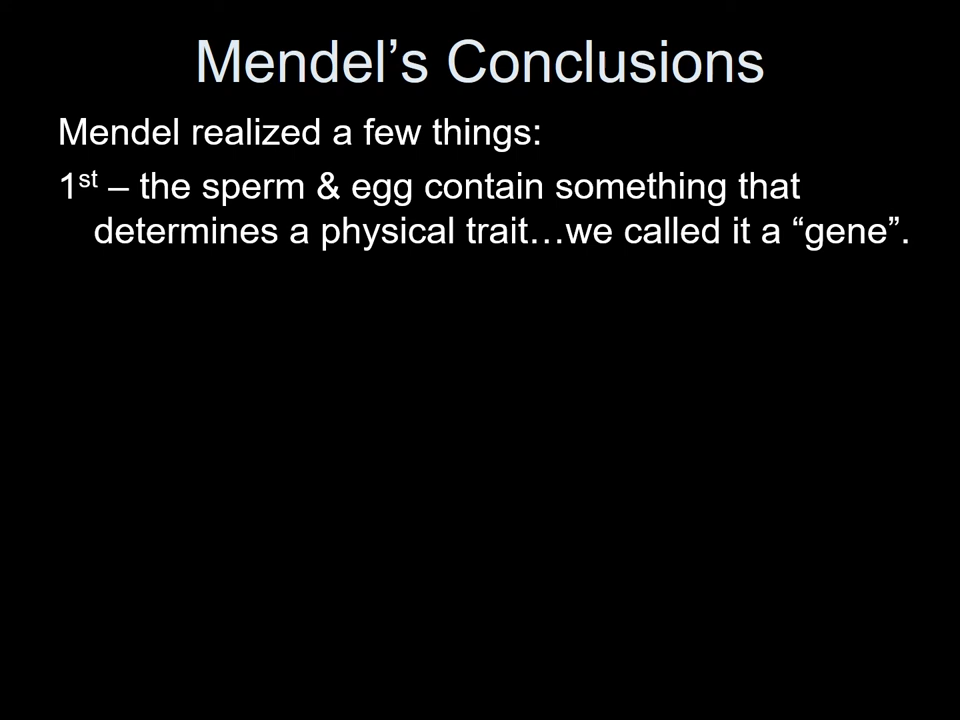 Mendel’s Conclusions
Mendel realized a few things:
1st – the sperm & egg contain something that
determines a physical trait…we called it a “gene”.